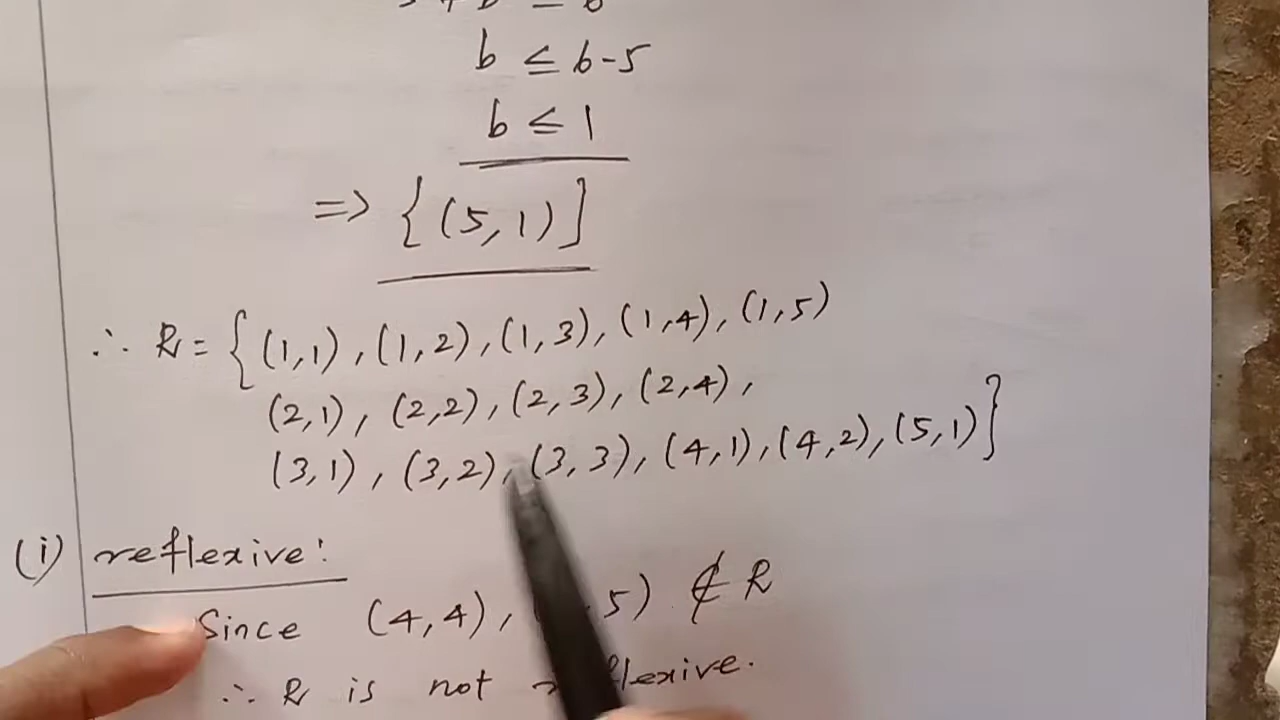 b ≤ 6-5
b ≤ 1
=> {(5,1)}
∴ R = {(1,1), (1,2), (1,3), (1,4), (1,5)
(2,1), (2,2), (2,3), (2,4),
(3,1), (3,2), (3,3), (4,1), (4,2), (5,1)}
(i) reflexive:
Since (4,4), 5) ∉ R
∴ R is not reflexive.